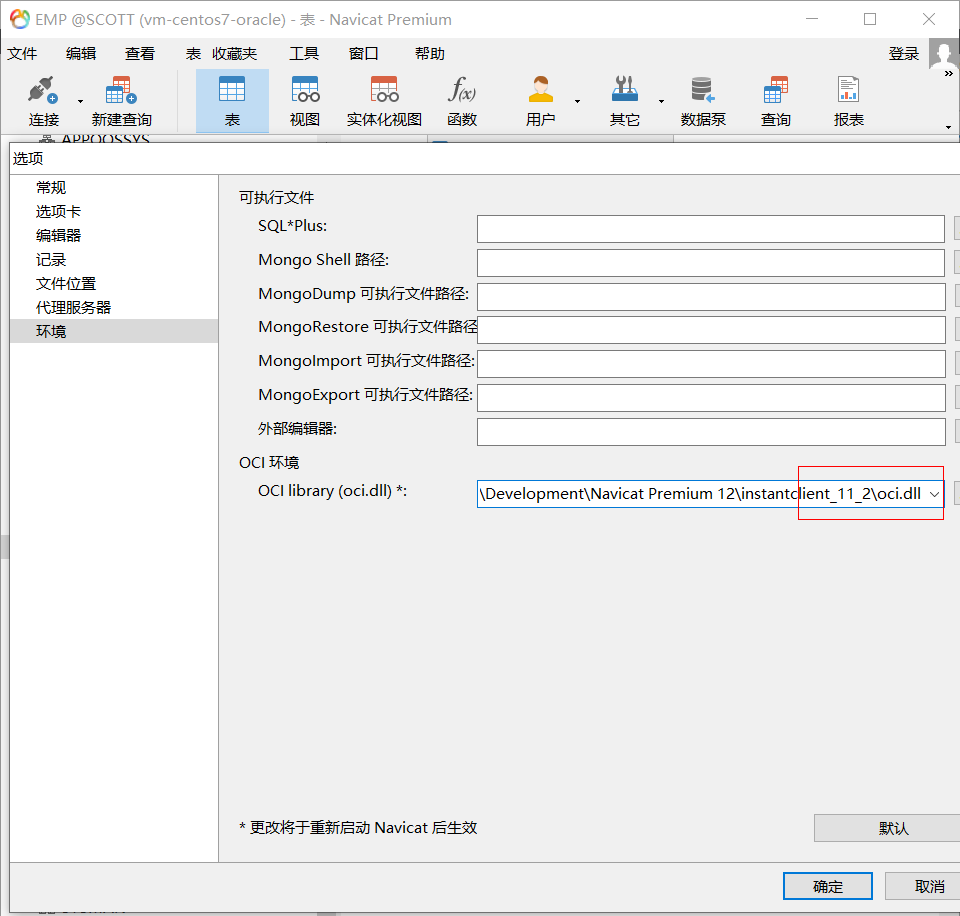 EMP @SCOTT (vm-centos7-oracle) - 表 - Navicat Premium
文件 编辑 查看 表 收藏夹 工具 窗口 帮助 登录
连接 新建查询 表 视图 实体化视图 函数 用户 其它 数据泵 查询 报表
APPQOSSYS
选项
常规
选项卡
编辑器
记录
文件位置
代理服务器
环境
可执行文件
SQL*Plus:
Mongo Shell 路径:
MongoDump 可执行文件路径:
MongoRestore 可执行文件路径
MongoImport 可执行文件路径:
MongoExport 可执行文件路径:
外部编辑器:
OCI 环境
OCI library (oci.dll) *: \Development\Navicat Premium 12\instantclient_11_2\oci.dll
* 更改将于重新启动 Navicat 后生效
默认
确定 取消